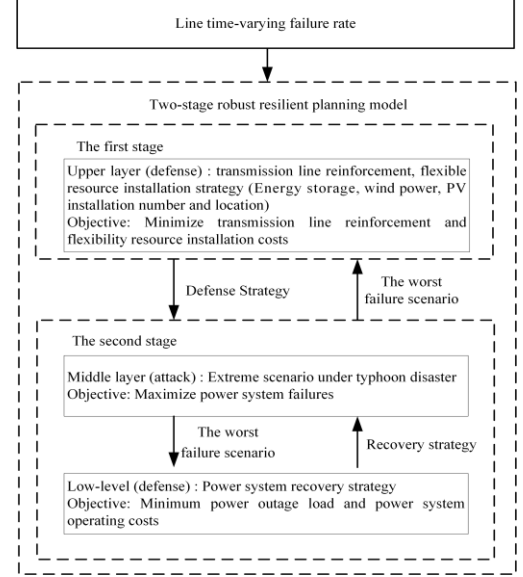 Line time-varying failure rate
Two-stage robust resilient planning model
The first stage
Upper layer (defense) : transmission line reinforcement, flexible
resource installation strategy (Energy storage, wind power, PV
installation number and location)
Objective: Minimize transmission line reinforcement and
flexibility resource installation costs
Defense Strategy
The worst
failure scenario
The second stage
Middle layer (attack) : Extreme scenario under typhoon disaster
Objective: Maximize power system failures
The worst
failure scenario
Recovery strategy
Low-level (defense) : Power system recovery strategy
Objective: Minimum power outage load and power system
operating costs